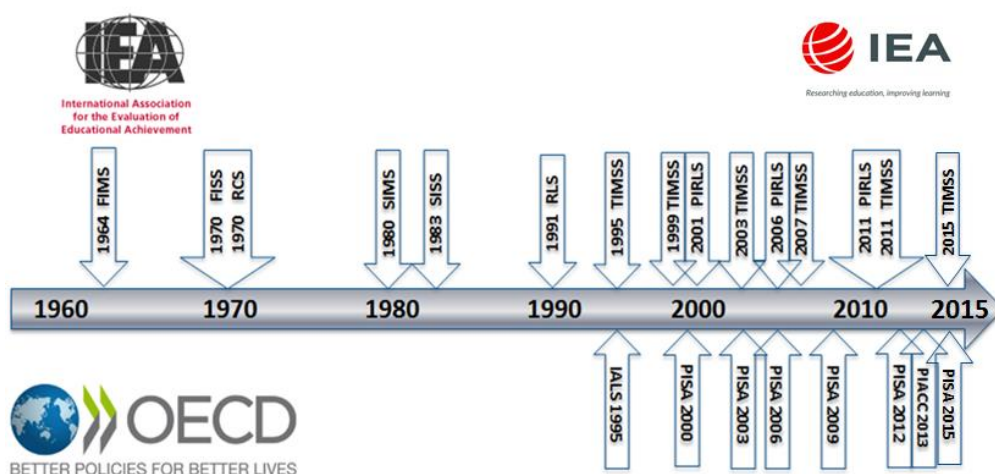 IEA
International Association
for the Evaluation of
Educational Achievement
IEA
Researching education, improving learning
1964 FIMS
1970 FISS
1970 RCS
1980 SIMS
1983 SISS
1991 RLS
1995 TIMSS
1999 TIMSS
2001 PIRLS
2003 TIMSS
2006 PIRLS
2007 TIMSS
2011 PIRLS
2011 TIMSS
2015 TIMSS
1960 1970 1980 1990 2000 2010 2015
IALS 1995
PISA 2000
PISA 2003
PISA 2006
PISA 2009
PISA 2012
PIACC 2013
PISA 2015
OECD
BETTER POLICIES FOR BETTER LIVES